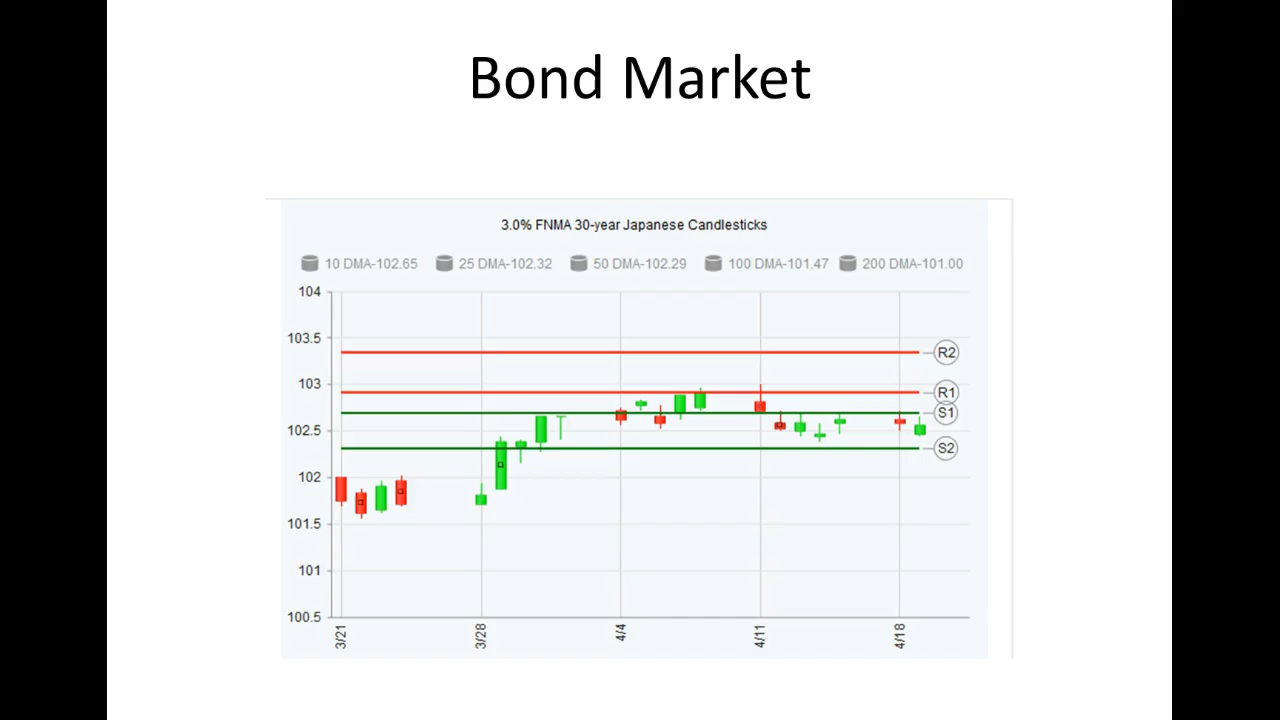 Bond Market
3.0% FNMA 30-year Japanese Candlesticks
10 DMA-102.65 25 DMA-102.32 50 DMA-102.29 100 DMA-101.47 200 DMA-101.00
104
103.5
R2
103
R1
S1
102.5
S2
102
101.5
101
100.5
3/21 3/28 4/4 4/11 4/18